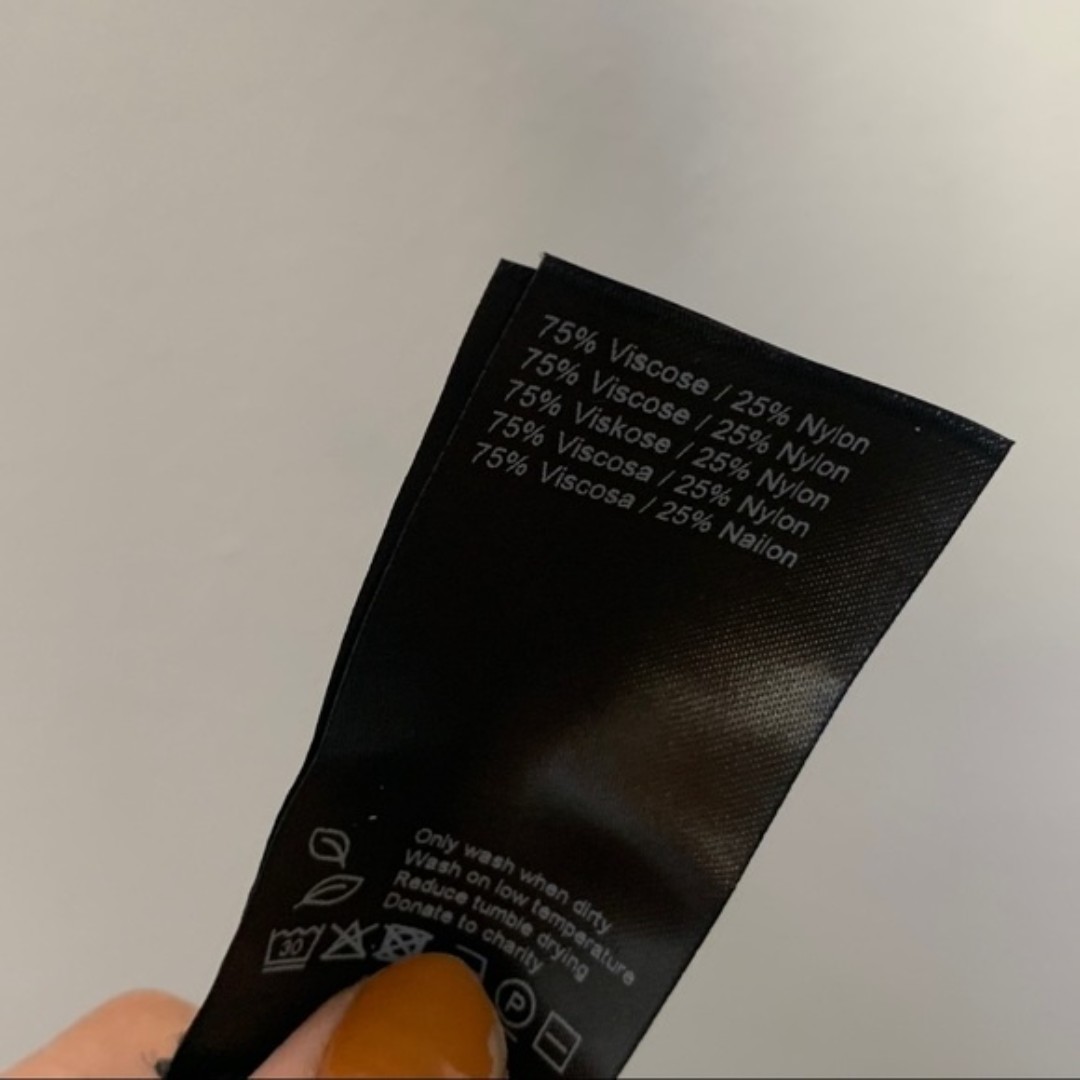 75% Viscose / 25% Nylon
75% Viscose / 25% Nylon
75% Viskose / 25% Nylon
75% Viscosa / 25% Nylon
75% Viscosa / 25% Nailon
Only wash when dirty
Wash on low temperature
Reduce tumble drying
Donate to charity
30
P